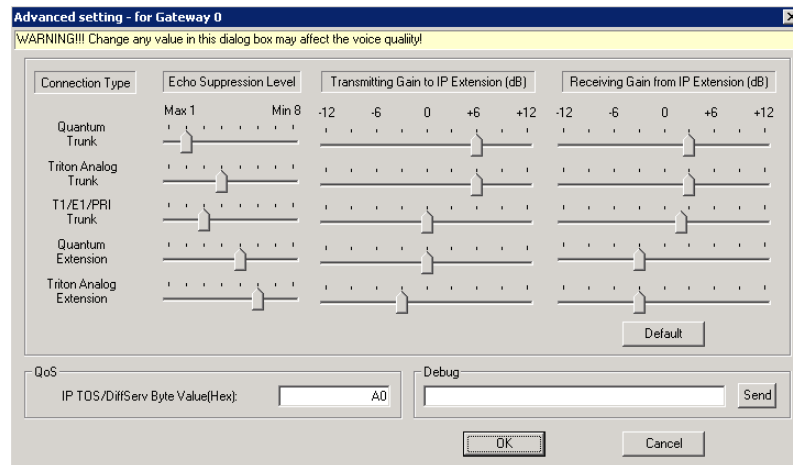 Advanced setting - for Gateway 0
WARNING!!! Change any value in this dialog box may affect the voice qualiity!
Connection Type Echo Suppression Level Transmitting Gain to IP Extension (dB) Receiving Gain from IP Extension (dB)
Max 1 Min 8 -12 -6 0 +6 +12 -12 -6 0 +6 +12
Quantum
Trunk
Triton Analog
Trunk
T1/E1/PRI
Trunk
Quantum
Extension
Triton Analog
Extension
Default
QoS
IP TOS/DiffServ Byte Value(Hex): A0
Debug
Send
OK Cancel